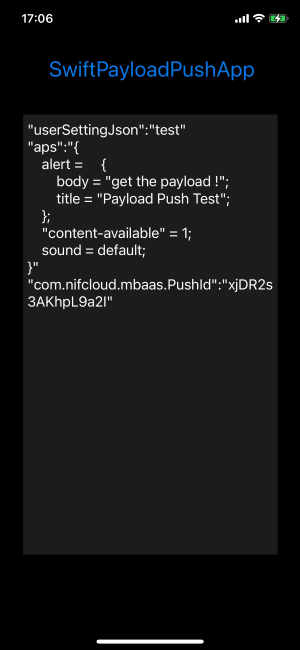 17:06
SwiftPayloadPushApp
"userSettingJson":"test"
"aps":"{
    alert =     {
        body = "get the payload !";
        title = "Payload Push Test";
    };
    "content-available" = 1;
    sound = default;
}"
"com.nifcloud.mbaas.PushId":"xjDR2s
3AKhpL9a2I"